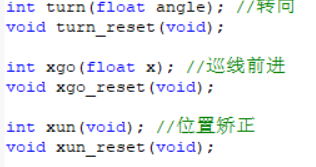 int turn(float angle); //转向
void turn_reset(void);
int xgo(float x); //巡线前进
void xgo_reset(void);
int xun(void); //位置矫正
void xun_reset(void);